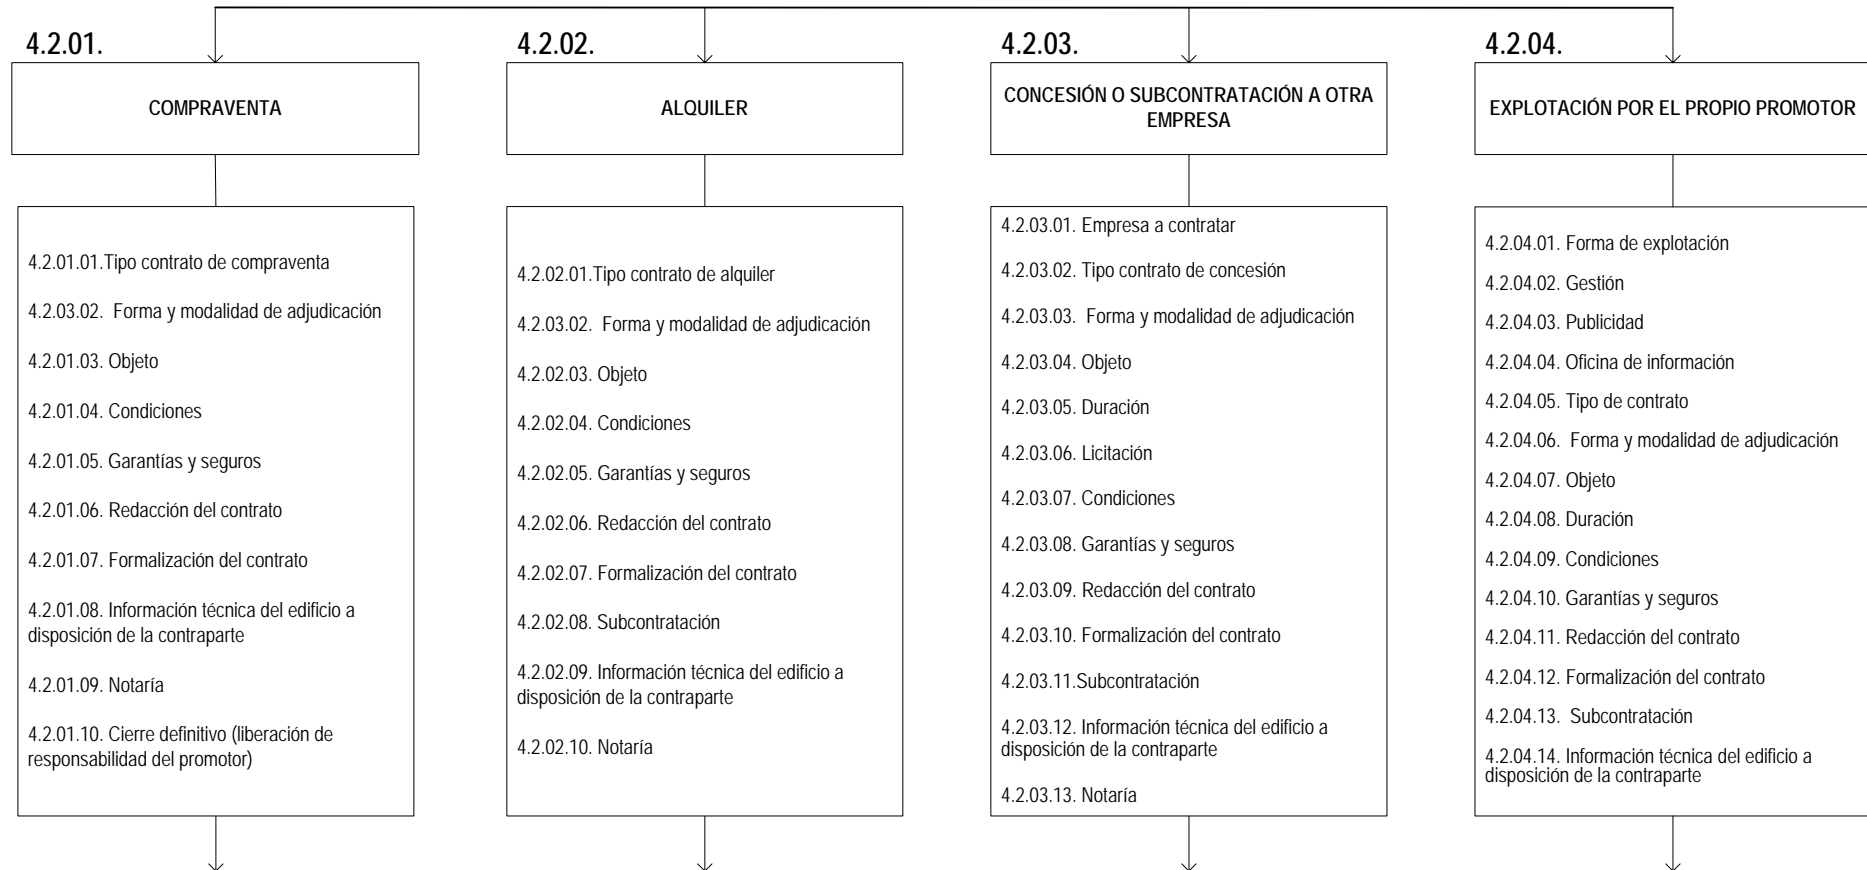 4.2.01.
COMPRAVENTA
4.2.01.01.Tipo contrato de compraventa
4.2.03.02. Forma y modalidad de adjudicación
4.2.01.03. Objeto
4.2.01.04. Condiciones
4.2.01.05. Garantías y seguros
4.2.01.06. Redacción del contrato
4.2.01.07. Formalización del contrato
4.2.01.08. Información técnica del edificio a
disposición de la contraparte
4.2.01.09. Notaría
4.2.01.10. Cierre definitivo (liberación de
responsabilidad del promotor)
4.2.02.
ALQUILER
4.2.02.01.Tipo contrato de alquiler
4.2.03.02. Forma y modalidad de adjudicación
4.2.02.03. Objeto
4.2.02.04. Condiciones
4.2.02.05. Garantías y seguros
4.2.02.06. Redacción del contrato
4.2.02.07. Formalización del contrato
4.2.02.08. Subcontratación
4.2.02.09. Información técnica del edificio a
disposición de la contraparte
4.2.02.10. Notaría
4.2.03.
CONCESIÓN O SUBCONTRATACIÓN A OTRA
EMPRESA
4.2.03.01. Empresa a contratar
4.2.03.02. Tipo contrato de concesión
4.2.03.03. Forma y modalidad de adjudicación
4.2.03.04. Objeto
4.2.03.05. Duración
4.2.03.06. Licitación
4.2.03.07. Condiciones
4.2.03.08. Garantías y seguros
4.2.03.09. Redacción del contrato
4.2.03.10. Formalización del contrato
4.2.03.11.Subcontratación
4.2.03.12. Información técnica del edificio a
disposición de la contraparte
4.2.03.13. Notaría
4.2.04.
EXPLOTACIÓN POR EL PROPIO PROMOTOR
4.2.04.01. Forma de explotación
4.2.04.02. Gestión
4.2.04.03. Publicidad
4.2.04.04. Oficina de información
4.2.04.05. Tipo de contrato
4.2.04.06. Forma y modalidad de adjudicación
4.2.04.07. Objeto
4.2.04.08. Duración
4.2.04.09. Condiciones
4.2.04.10. Garantías y seguros
4.2.04.11. Redacción del contrato
4.2.04.12. Formalización del contrato
4.2.04.13. Subcontratación
4.2.04.14. Información técnica del edificio a
disposición de la contraparte